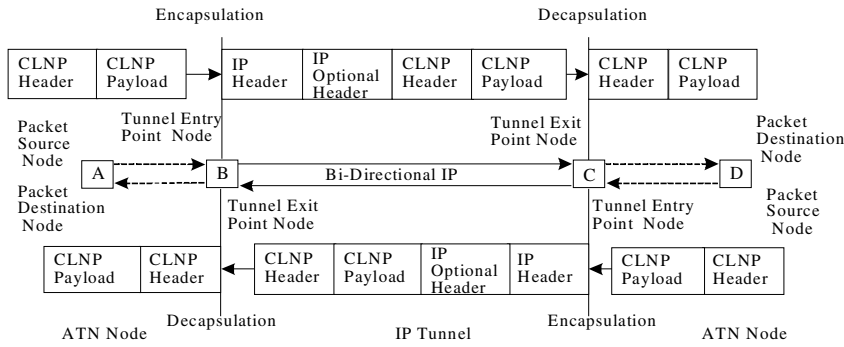 Encapsulation
Decapsulation
CLNP Header
CLNP Payload
IP Header
IP Optional Header
CLNP Header
CLNP Payload
CLNP Header
CLNP Payload
Packet Source Node
Tunnel Entry Point Node
Tunnel Exit Point Node
Packet Destination Node
A
B
Bi-Directional IP
C
D
Packet Destination Node
Tunnel Exit Point Node
Tunnel Entry Point Node
Packet Source Node
CLNP Payload
CLNP Header
CLNP Header
CLNP Payload
IP Optional Header
IP Header
CLNP Payload
CLNP Header
ATN Node
Decapsulation
IP Tunnel
Encapsulation
ATN Node